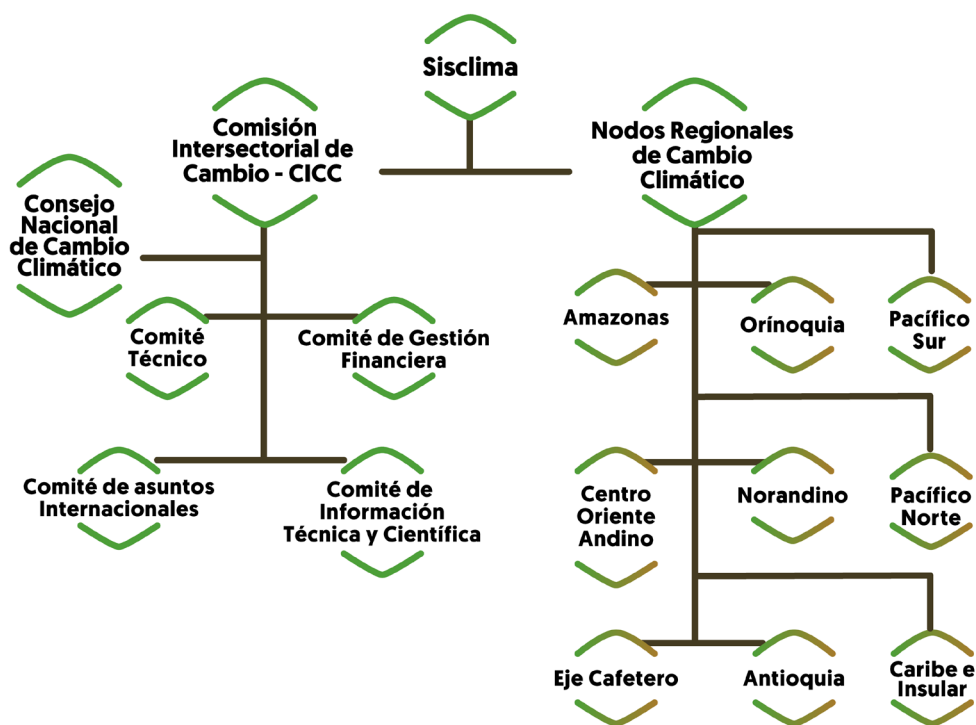 Sisclima
Comisión
Intersectorial de
Cambio - CICC
Nodos Regionales
de Cambio
Climático
Consejo
Nacional
de Cambio
Climático
Comité
Técnico
Comité de Gestión
Financiera
Comité de asuntos
Internacionales
Comité de
Información
Técnica y Científica
Amazonas
Orínoquia
Pacífico
Sur
Centro
Oriente
Andino
Norandino
Pacífico
Norte
Eje Cafetero
Antioquia
Caribe e
Insular